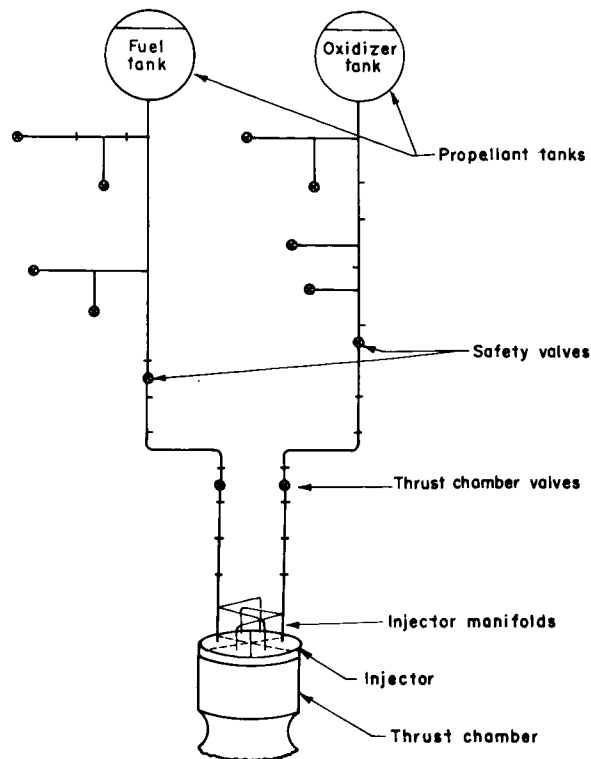 Fuel
tank
Oxidizer
tank
Propellant tanks
Safety valves
Thrust chamber valves
Injector manifolds
Injector
Thrust chamber